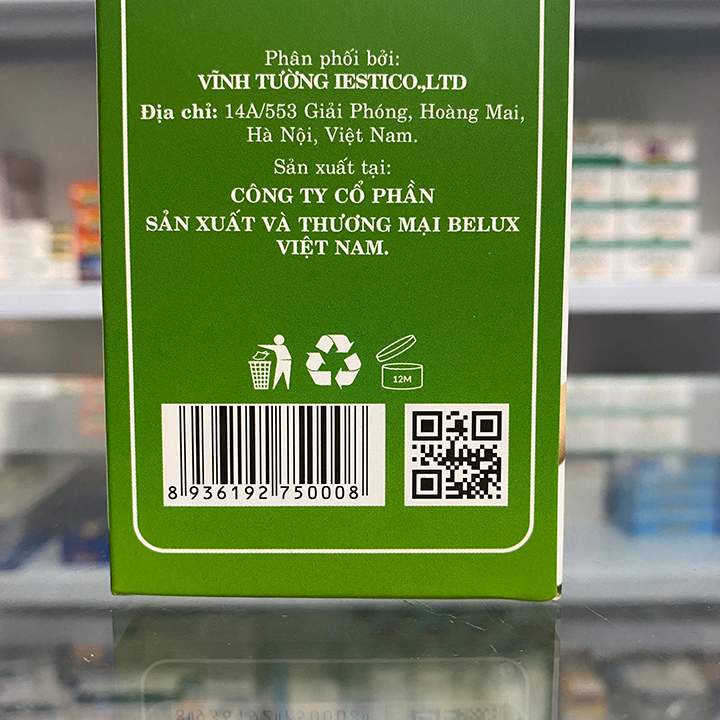 Phân phối bởi:
VĨNH TƯỜNG IESTICO.,LTD
Địa chỉ: 14A/553 Giải Phóng, Hoàng Mai,
Hà Nội, Việt Nam.
Sản xuất tại:
CÔNG TY CỔ PHẦN
SẢN XUẤT VÀ THƯƠNG MẠI BELUX
VIỆT NAM.
12M
8 936192 750008